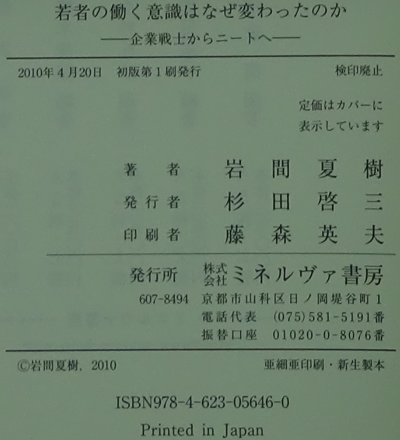 若者の働く意識はなぜ変わったのか
──企業戦士からニートへ──
2010年4月20日 初版第1刷発行 検印廃止
定価はカバーに
表示しています
著者 岩間夏樹
発行者 杉田啓三
印刷者 藤森英夫
発行所 株式会社 ミネルヴァ書房
607-8494 京都市山科区日ノ岡堤谷町1
電話代表 (075)581-5191番
振替口座 01020-0-8076番
©岩間夏樹, 2010 亜細亜印刷・新生製本
ISBN978-4-623-05646-0
Printed in Japan